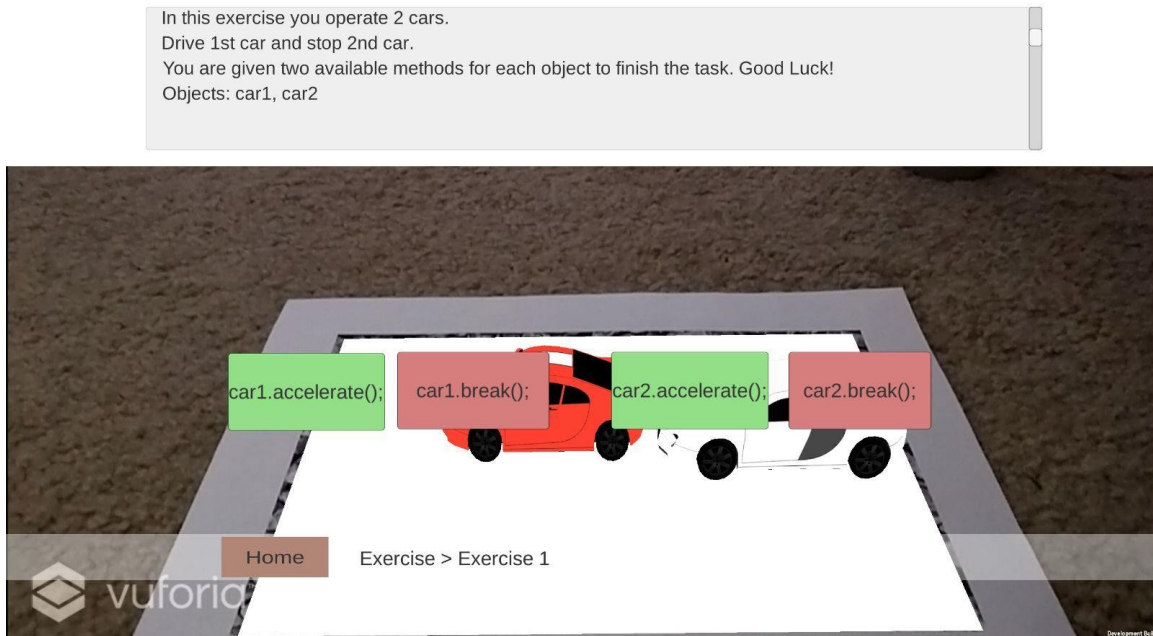 In this exercise you operate 2 cars.
Drive 1st car and stop 2nd car.
You are given two available methods for each object to finish the task. Good Luck!
Objects: car1, car2
car1.accelerate(); car1.break(); car2.accelerate(); car2.break();
Home Exercise > Exercise 1
vuforia